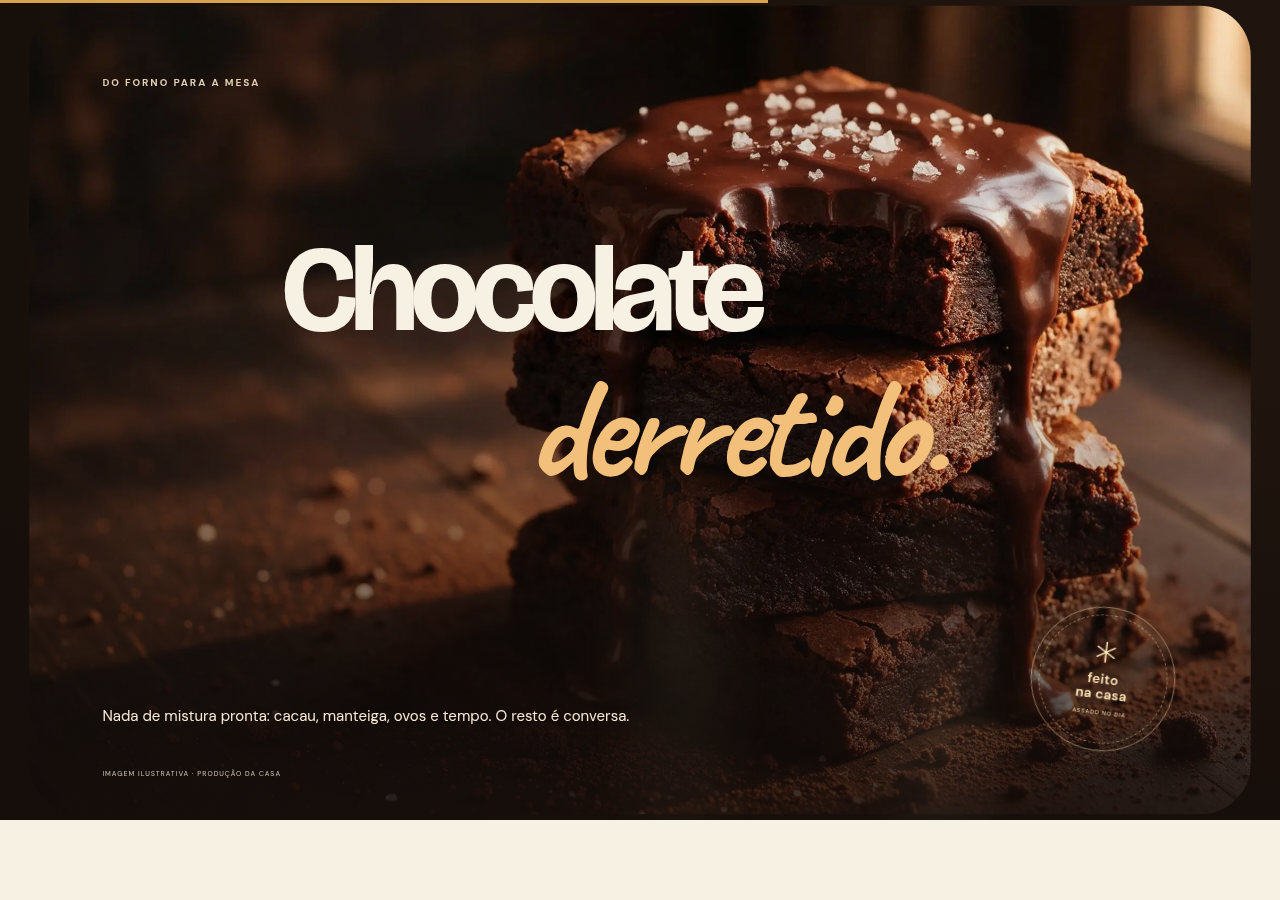 DO FORNO PARA A MESA
Chocolate
derretido.
feito
na casa
ASSADO NO DIA
Nada de mistura pronta: cacau, manteiga, ovos e tempo. O resto é conversa.
IMAGEM ILUSTRATIVA · PRODUÇÃO DA CASA